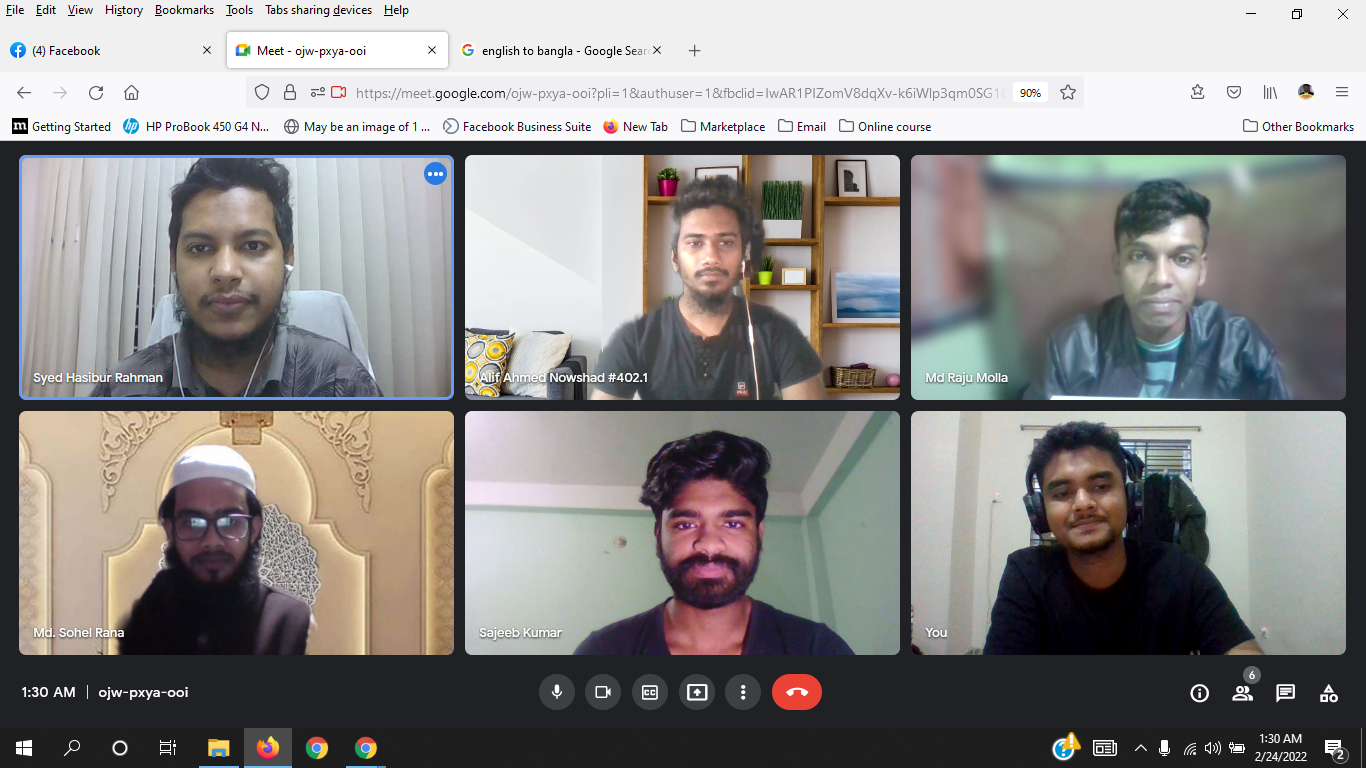 File Edit View History Bookmarks Tools Tabs sharing devices Help
(4) Facebook
Meet - ojw-pxya-ooi
english to bangla - Google Sear
https://meet.google.com/ojw-pxya-ooi?pli=1&authuser=1&fbclid=IwAR1PIZomV8dqXv-k6iWlp3qm0SG1
90%
m Getting Started
hp HP ProBook 450 G4 N...
May be an image of 1 ...
Facebook Business Suite
New Tab
Marketplace
Email
Online course
Other Bookmarks
Syed Hasibur Rahman
Alif Ahmed Nowshad #402.1
Md Raju Molla
Md. Sohel Rana
Sajeeb Kumar
You
1:30 AM | ojw-pxya-ooi
CC
6
1:30 AM
2/24/2022
2